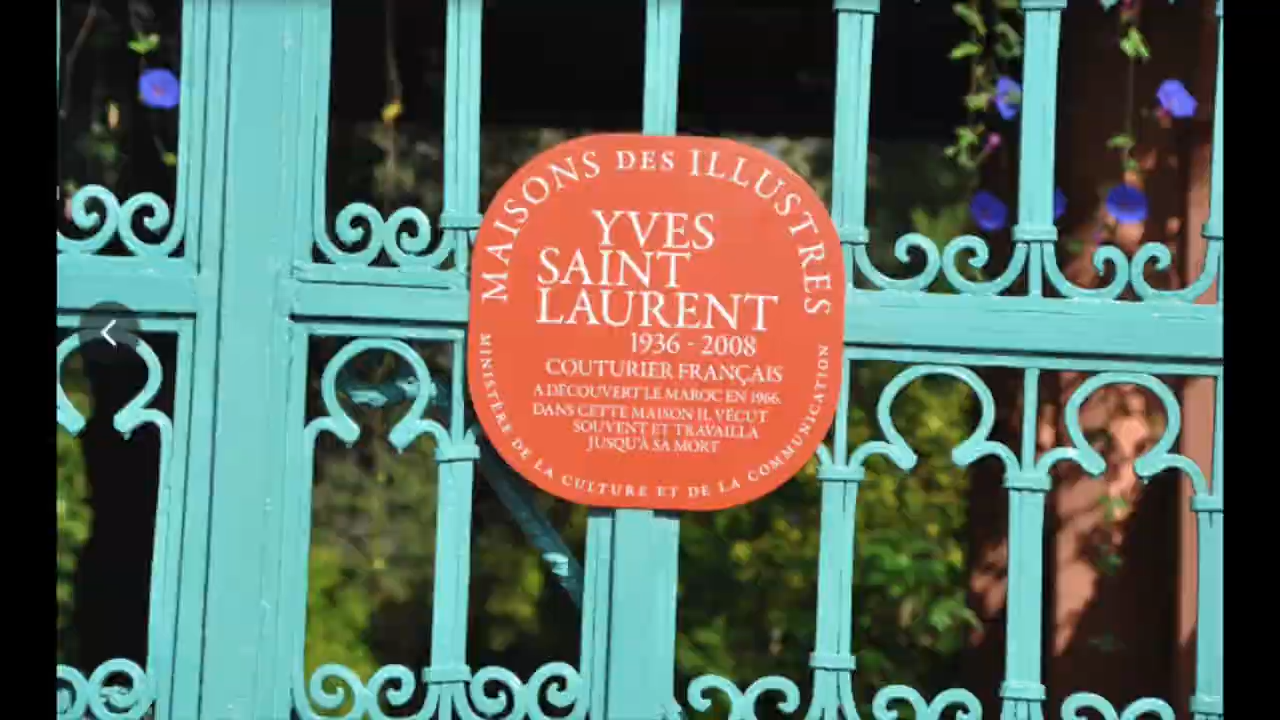 MAISONS DES ILLUSTRES
YVES
SAINT
LAURENT
1936 - 2008
COUTURIER FRANÇAIS
A DÉCOUVERT LE MAROC EN 1966.
DANS CETTE MAISON IL VÉCUT
SOUVENT ET TRAVAILLA
JUSQU'À SA MORT
MINISTÈRE DE LA CULTURE ET DE LA COMMUNICATION